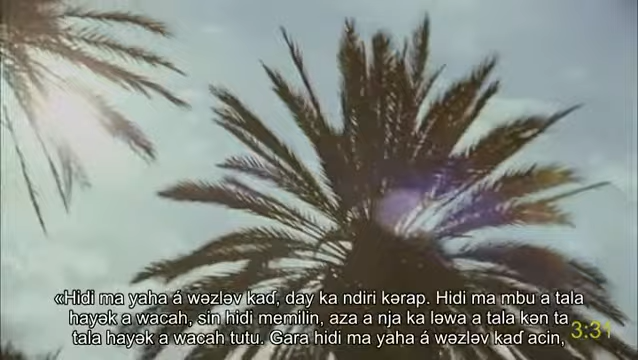 «Hidi ma yaha á wəzləv kaɗ, day ka ndiri kərap. Hidi ma mbu a tala
hayək a wacah, sin hidi memilin, aza a nja ka ləwa a tala kən ta
tala hayək a wacah tutu. Gara hidi ma yaha á wəzləv kaɗ acin,
3:31